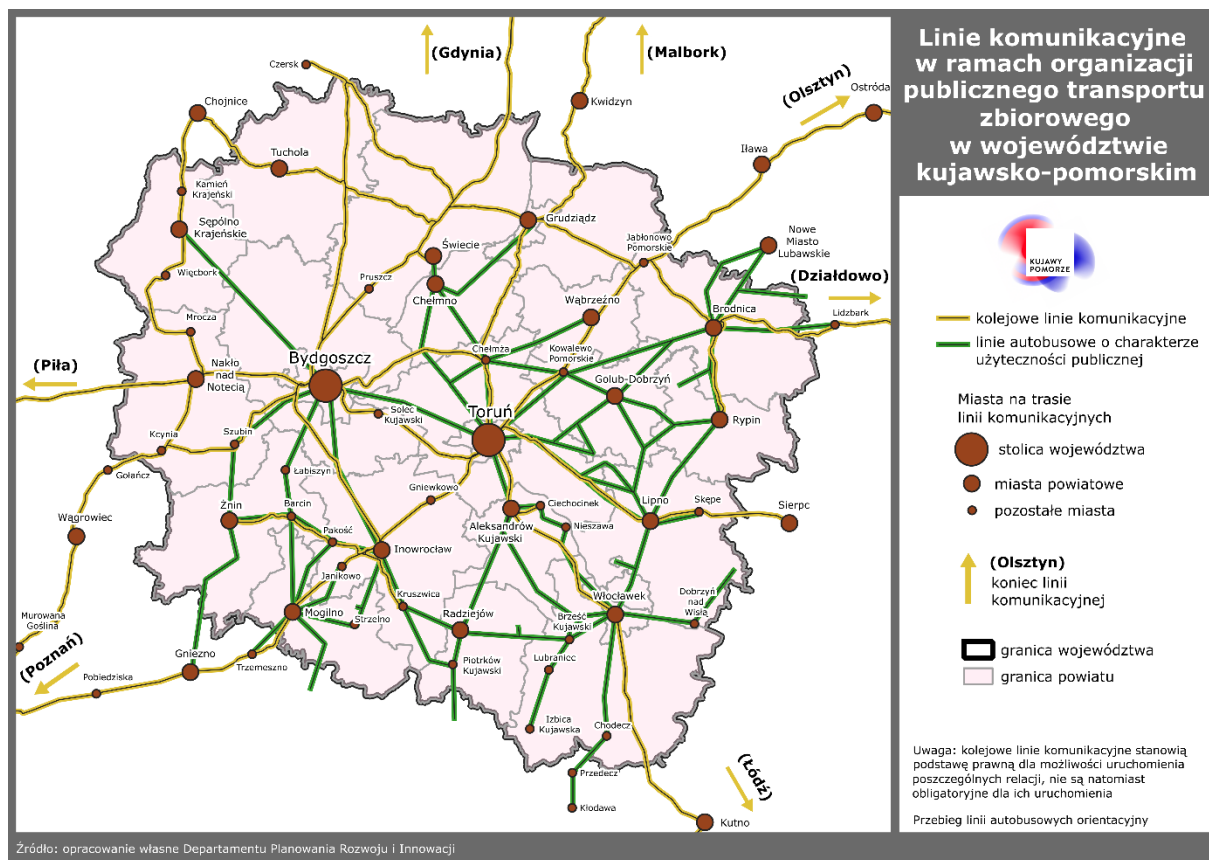 Linie komunikacyjne
w ramach organizacji
publicznego transportu
zbiorowego
w województwie
kujawsko-pomorskim
KUJAWY
POMORZE
kolejowe linie komunikacyjne
linie autobusowe o charakterze
użyteczności publicznej
Miasta na trasie
linii komunikacyjnych
stolica województwa
miasta powiatowe
pozostałe miasta
(Olsztyn)
koniec linii
komunikacyjnej
granica województwa
granica powiatu
Uwaga: kolejowe linie komunikacyjne stanowią
podstawę prawną dla możliwości uruchomienia
poszczególnych relacji, nie są natomiast
obligatoryjne dla ich uruchomienia
Przebieg linii autobusowych orientacyjny
(Gdynia)
(Malbork)
(Olsztyn)
Czersk
Ostróda
Chojnice
Kwidzyn
Tuchola
Iława
Kamień
Krajeński
Sępólno
Krajeńskie
Grudziądz
Nowe
Miasto
Lubawskie
Świecie
Jabłonowo
Pomorskie
Więcbork
Pruszcz
(Działdowo)
Chełmno
Wąbrzeźno
Brodnica
Lidzbark
Mrocza
Bydgoszcz
Chełmża
Kowalewo
Pomorskie
(Piła)
Nakło
nad
Notecią
Golub-Dobrzyń
Solec
Kujawski
Toruń
Rypin
Kcynia
Szubin
Gołańcz
Łabiszyn
Gniewkowo
Ciechocinek
Lipno
Skępe
Sierpc
Żnin
Barcin
Wągrowiec
Pakość
Aleksandrów
Kujawski
Nieszawa
Inowrocław
Janikowo
Kruszwica
Włocławek
Dobrzyń
nad
Wisłą
Murowana
Goślina
Mogilno
Strzelno
Radziejów
Brześć
Kujawski
(Poznań)
Gniezno
Trzemeszno
Piotrków
Kujawski
Lubraniec
Pobiedziska
Izbica
Kujawska
Chodecz
Przedecz
(Łódź)
Kłodawa
Kutno
Źródło: opracowanie własne Departamentu Planowania Rozwoju i Innowacji